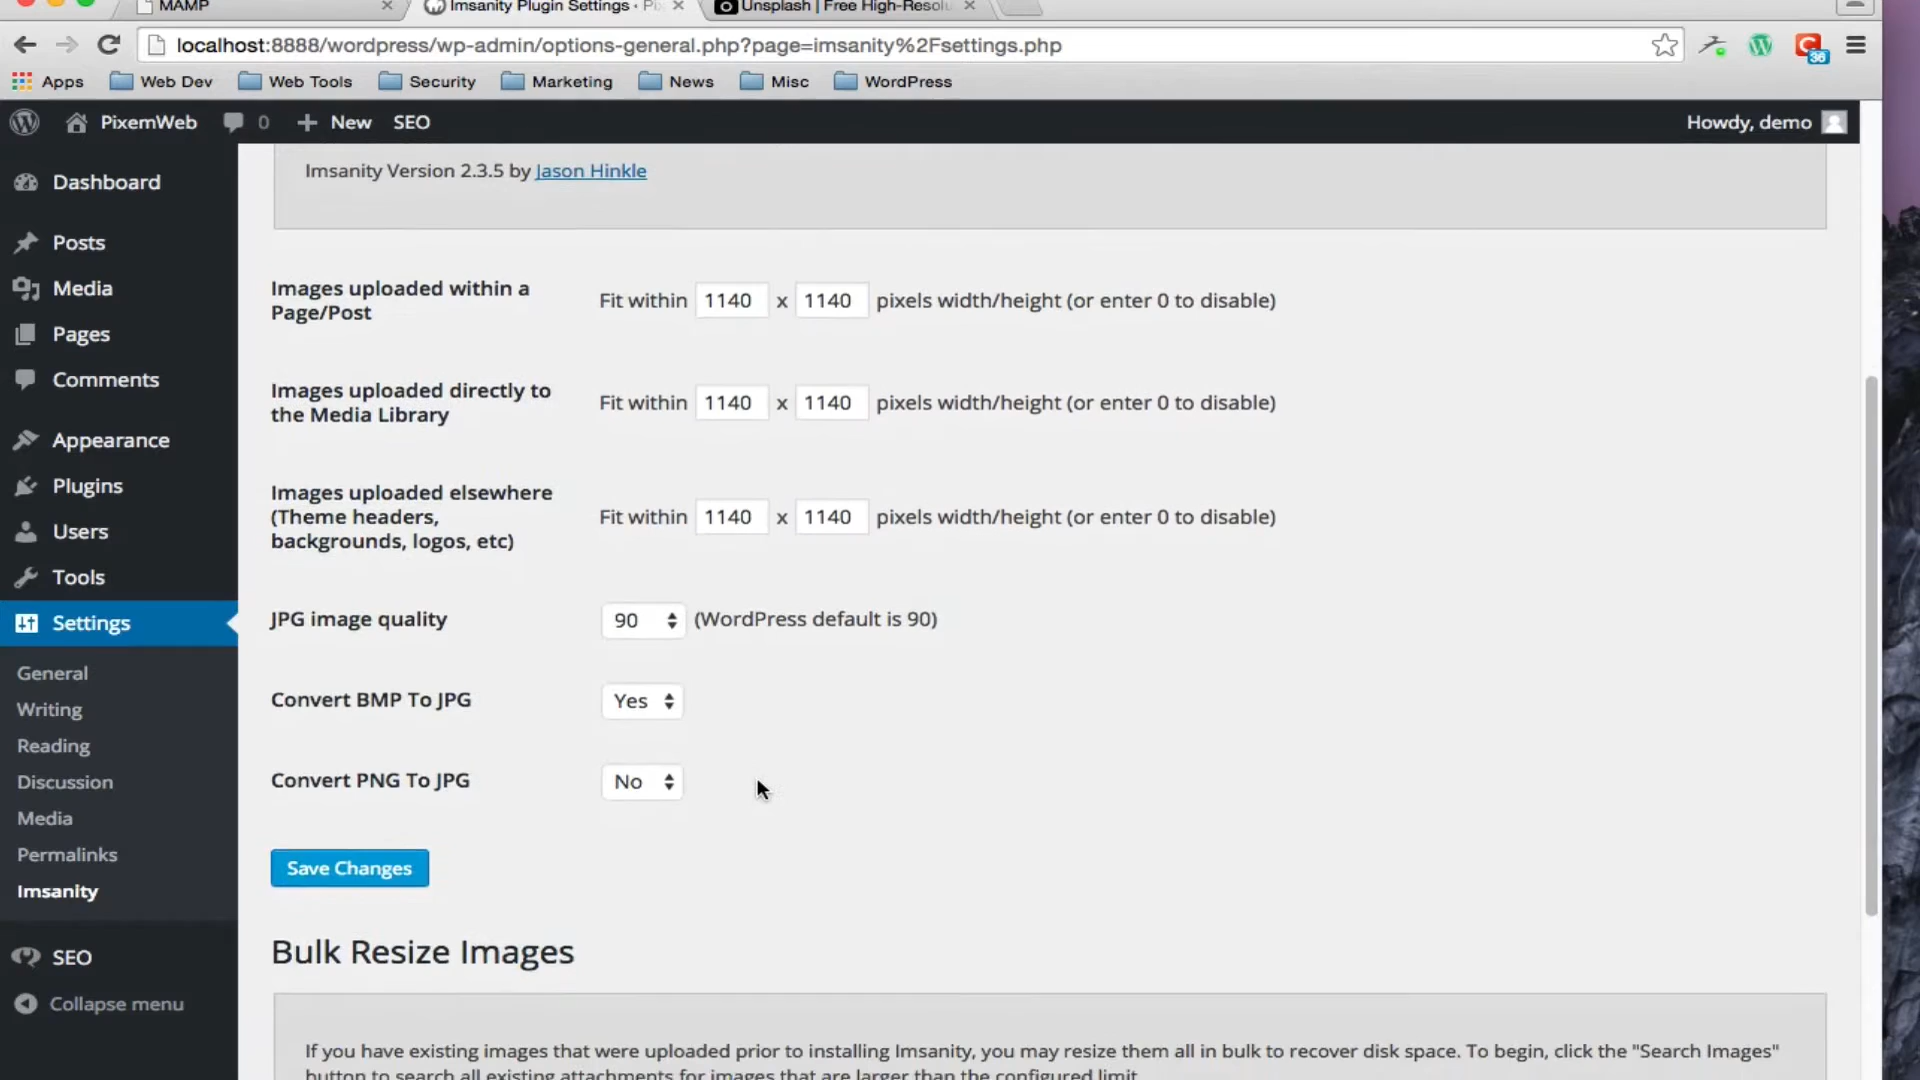 MAMP
Imsanity Plugin Settings
Unsplash | Free High-Resolu
localhost:8888/wordpress/wp-admin/options-general.php?page=imsanity%2Fsettings.php
36
Apps Web Dev Web Tools Security Marketing News Misc WordPress
PixemWeb 0 New SEO
Howdy, demo
Dashboard
Posts
Media
Pages
Comments
Appearance
Plugins
Users
Tools
Settings
General
Writing
Reading
Discussion
Media
Permalinks
Imsanity
SEO
Collapse menu
Imsanity Version 2.3.5 by Jason Hinkle
Images uploaded within a
Page/Post
Fit within 1140 x 1140 pixels width/height (or enter 0 to disable)
Images uploaded directly to
the Media Library
Fit within 1140 x 1140 pixels width/height (or enter 0 to disable)
Images uploaded elsewhere
(Theme headers,
backgrounds, logos, etc)
Fit within 1140 x 1140 pixels width/height (or enter 0 to disable)
JPG image quality 90 (WordPress default is 90)
Convert BMP To JPG Yes
Convert PNG To JPG No
Save Changes
Bulk Resize Images
If you have existing images that were uploaded prior to installing Imsanity, you may resize them all in bulk to recover disk space. To begin, click the "Search Images"
button to search all existing attachments for images that are larger than the configured limit.